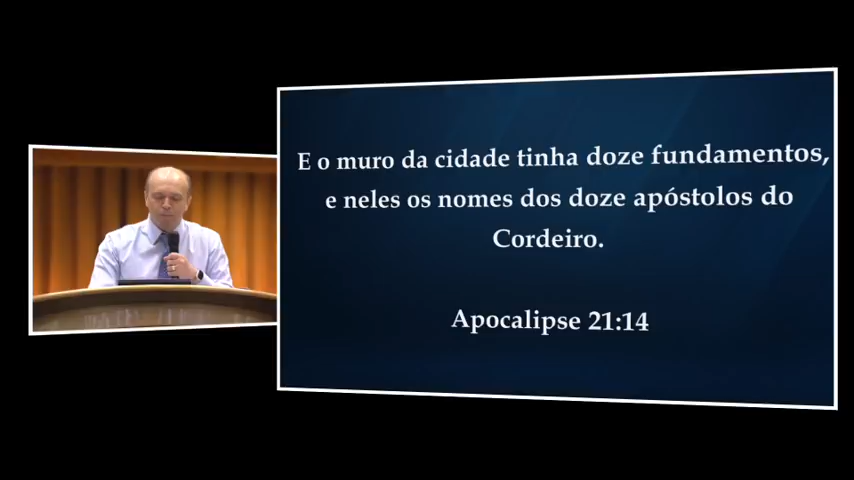 E o muro da cidade tinha doze fundamentos,
e neles os nomes dos doze apóstolos do
Cordeiro.
Apocalipse 21:14